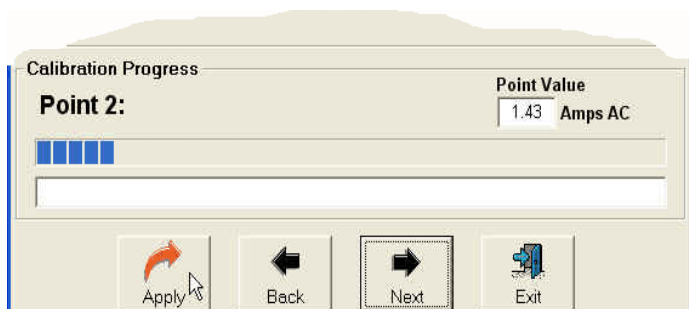 Calibration Progress
Point 2:
Point Value
1.43 Amps AC
Apply
Back
Next
Exit